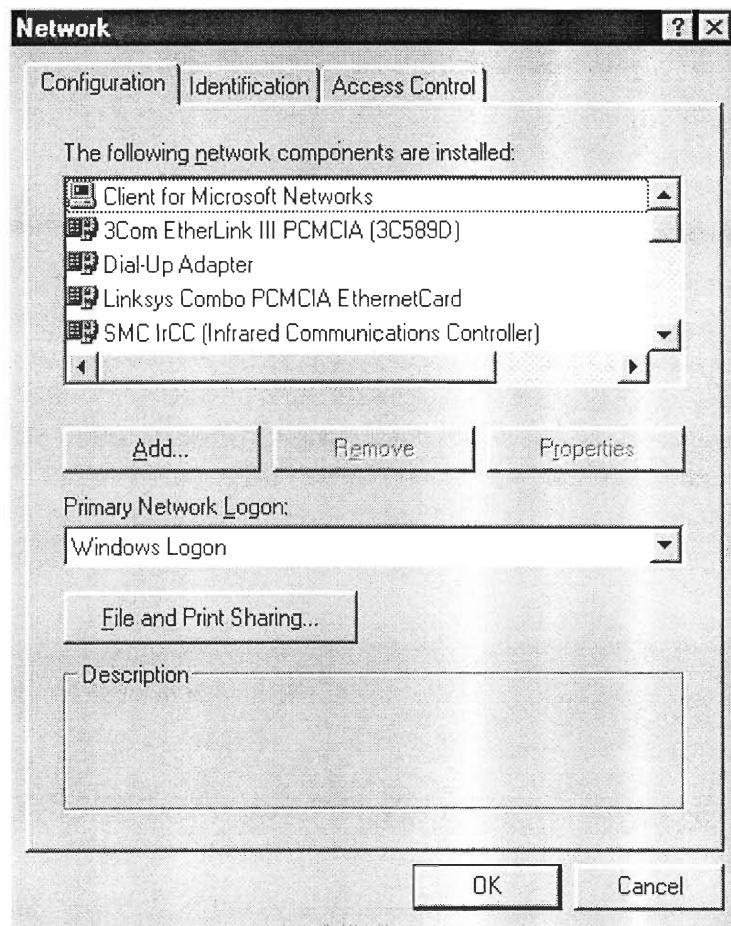 Network
Configuration Identification Access Control
The following network components are installed:
Client for Microsoft Networks
3Com EtherLink III PCMCIA (3C589D)
Dial-Up Adapter
Linksys Combo PCMCIA EthernetCard
SMC IrCC (Infrared Communications Controller)
Add... Remove Properties
Primary Network Logon:
Windows Logon
File and Print Sharing...
Description
OK Cancel